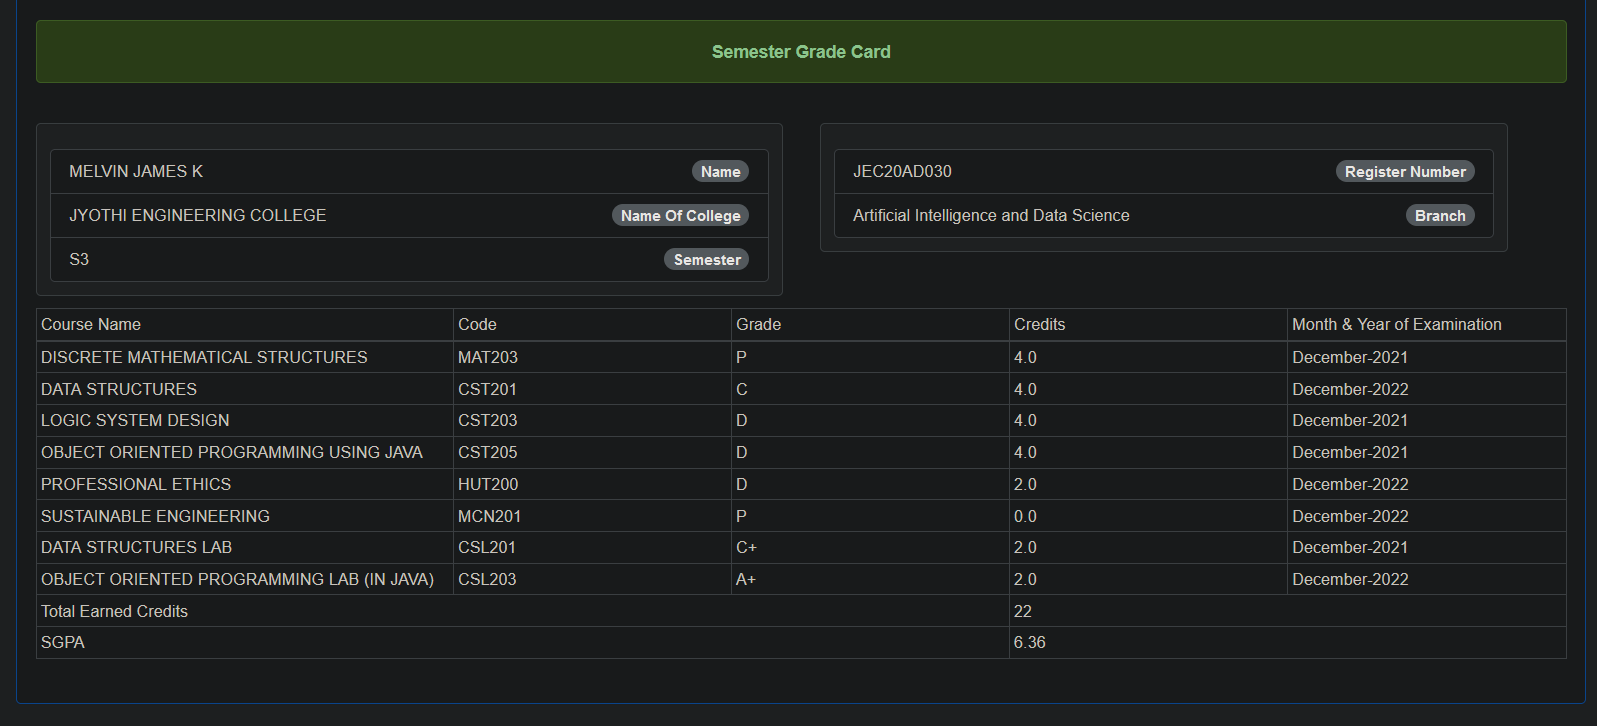 Semester Grade Card
MELVIN JAMES K Name
JYOTHI ENGINEERING COLLEGE Name Of College
S3 Semester
JEC20AD030 Register Number
Artificial Intelligence and Data Science Branch
Course Name Code Grade Credits Month & Year of Examination
DISCRETE MATHEMATICAL STRUCTURES MAT203 P 4.0 December-2021
DATA STRUCTURES CST201 C 4.0 December-2022
LOGIC SYSTEM DESIGN CST203 D 4.0 December-2021
OBJECT ORIENTED PROGRAMMING USING JAVA CST205 D 4.0 December-2021
PROFESSIONAL ETHICS HUT200 D 2.0 December-2022
SUSTAINABLE ENGINEERING MCN201 P 0.0 December-2022
DATA STRUCTURES LAB CSL201 C+ 2.0 December-2021
OBJECT ORIENTED PROGRAMMING LAB (IN JAVA) CSL203 A+ 2.0 December-2022
Total Earned Credits 22
SGPA 6.36